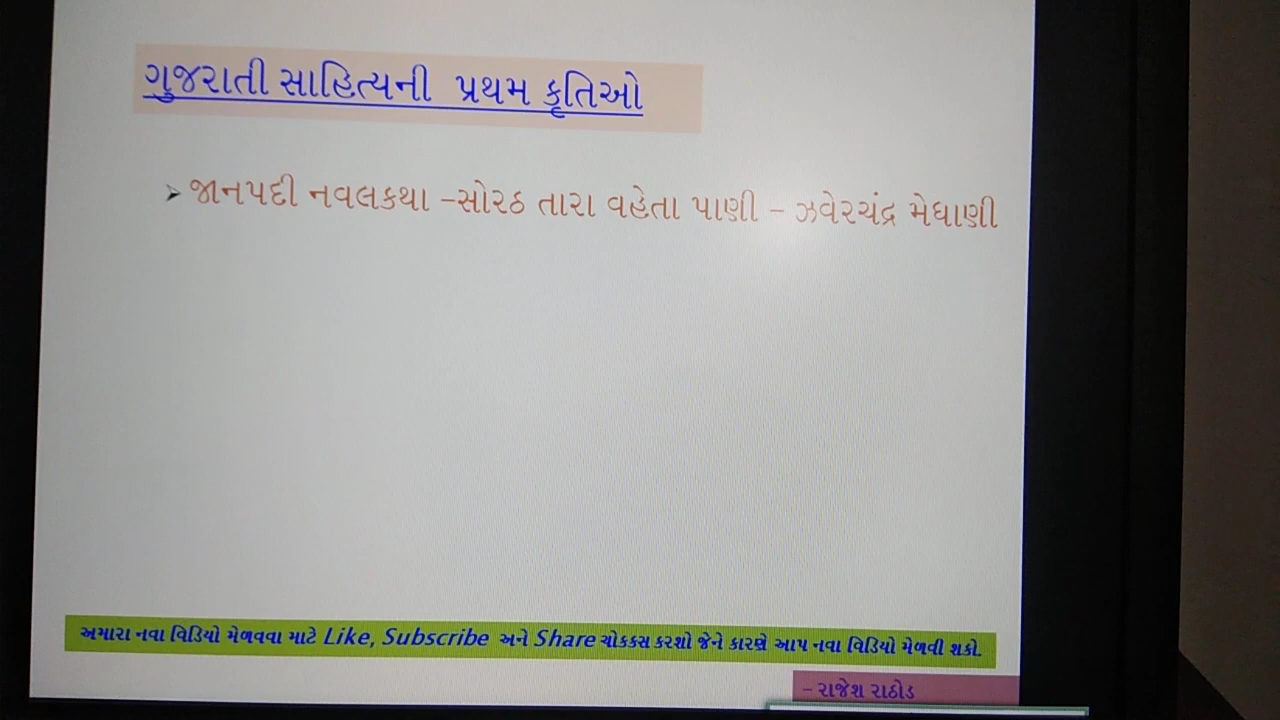 ગુજરાતી સાહિત્યની પ્રથમ કૃતિઓ
➢ જાનપદી નવલકથા –સોરઠ તારા વહેતા પાણી – ઝવેરચંદ્ર મેઘાણી
અમારા નવા વિડિયો મેળવવા માટે Like, Subscribe અને Share ચોકકસ કરશો જેને કારણે આપ નવા વિડિયો મેળવી શકો.
– રાજેશ રાઠોડ